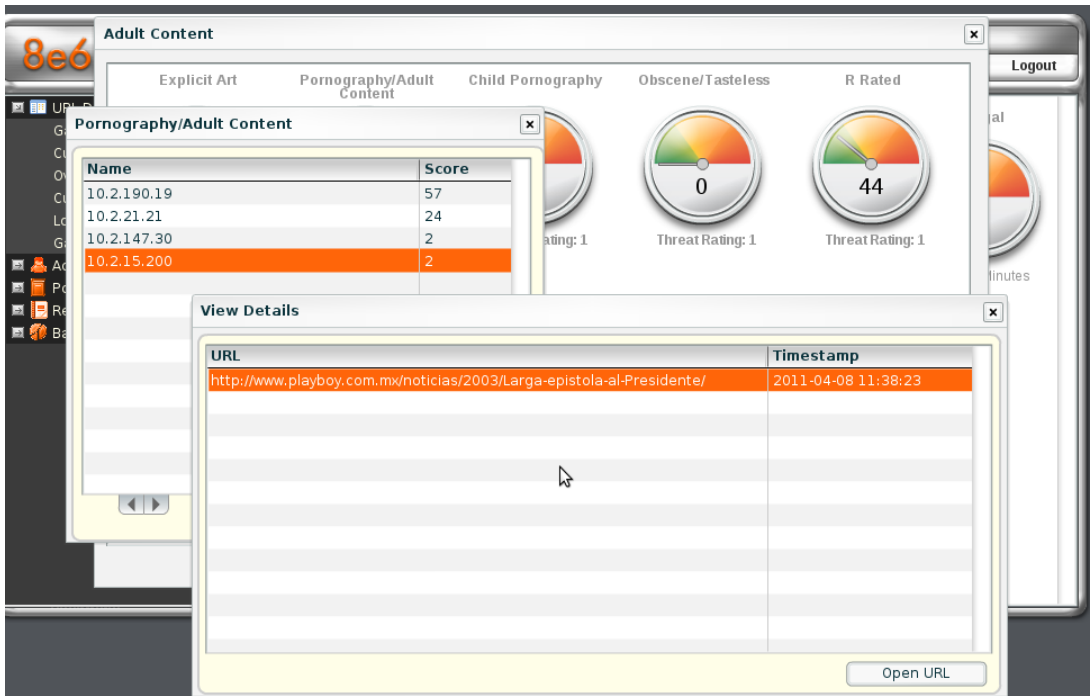 Adult Content
8e6
Logout
Explicit Art
Pornography/Adult Content
Child Pornography
Obscene/Tasteless
R Rated
0
44
Threat Rating: 1
Threat Rating: 1
Pornography/Adult Content
Name Score
10.2.190.19 57
10.2.21.21 24
10.2.147.30 2
10.2.15.200 2
View Details
URL Timestamp
http://www.playboy.com.mx/noticias/2003/Larga-epistola-al-Presidente/ 2011-04-08 11:38:23
Open URL